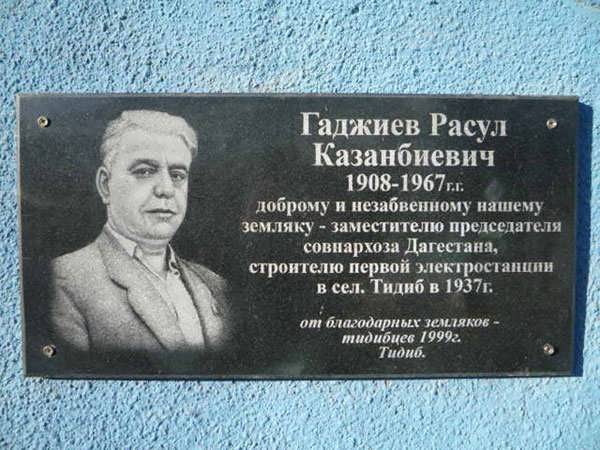 Гаджиев Расул
Казанбиевич
1908-1967г.г.
доброму и незабвенному нашему
земляку - заместителю председателя
совнархоза Дагестана,
строителю первой электростанции
в сел. Тидиб в 1937г.
от благодарных земляков -
тидибцев 1999г.
Тидиб.